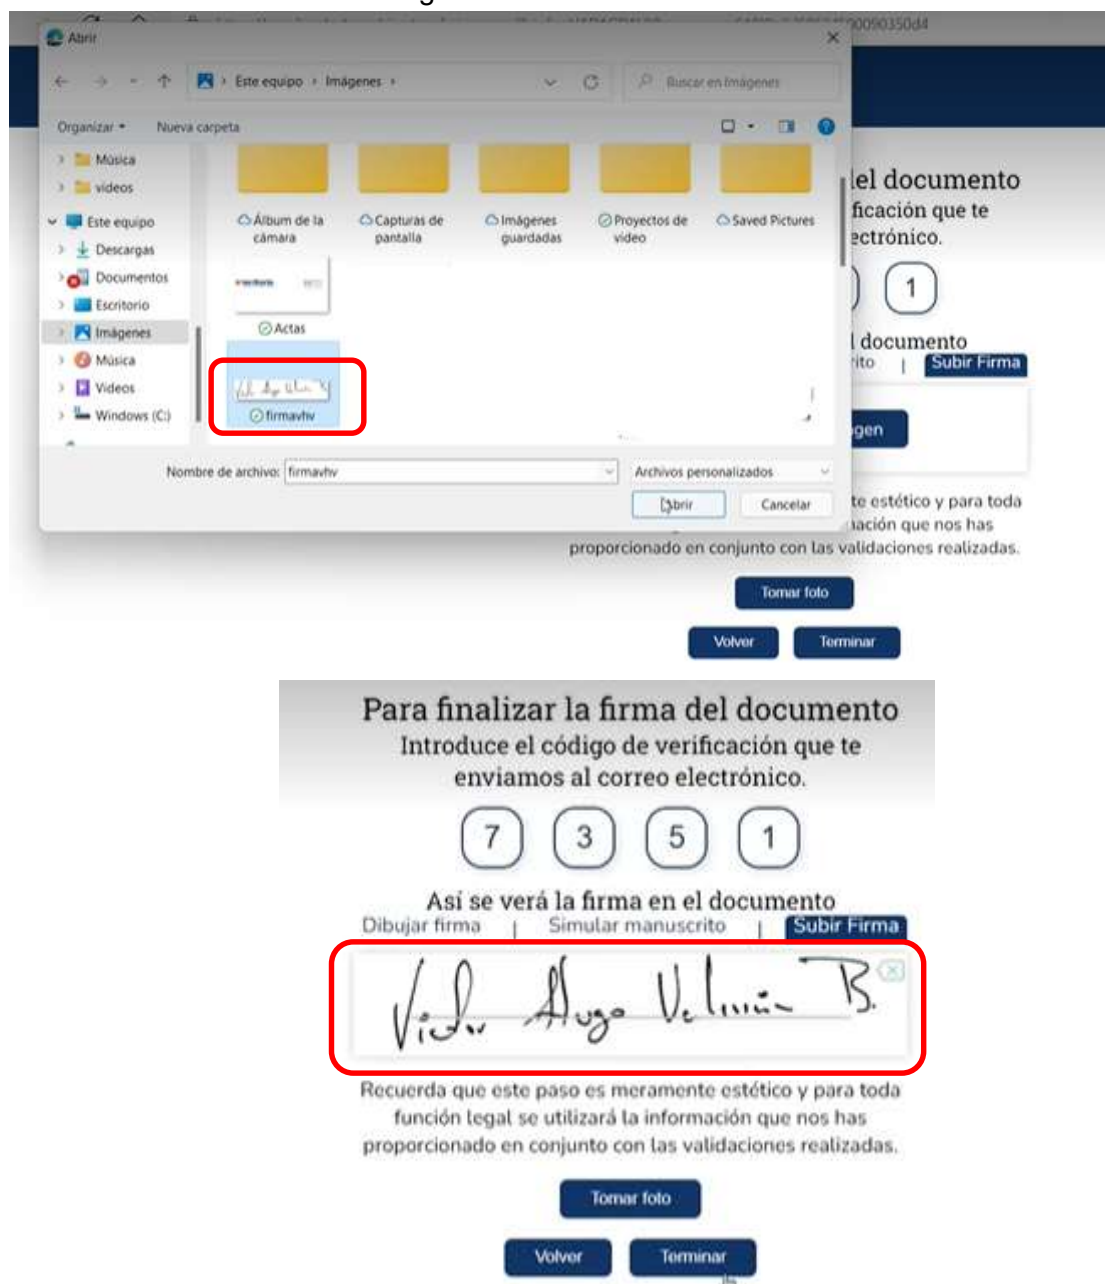 Abrir
Este equipo > Imágenes >
Buscar en Imágenes
Organizar
Nueva carpeta
Música
videos
Este equipo
Descargas
Documentos
Escritorio
Imágenes
Música
Videos
Windows (C:)
Álbum de la cámara
Capturas de pantalla
Imágenes guardadas
Proyectos de video
Saved Pictures
Actas
firmavhv
Nombre de archivo: firmavhv
Archivos personalizados
Abrir
Cancelar
el documento
ficación que te
ectrónico.
1
documento
ito | Subir Firma
gen
te estético y para toda
ación que nos has
proporcionado en conjunto con las validaciones realizadas.
Tomar foto
Volver
Terminar
Para finalizar la firma del documento
Introduce el código de verificación que te
enviamos al correo electrónico.
7 3 5 1
Así se verá la firma en el documento
Dibujar firma | Simular manuscrito | Subir Firma
Victor Hugo B.
Recuerda que este paso es meramente estético y para toda
función legal se utilizará la información que nos has
proporcionado en conjunto con las validaciones realizadas.
Tomar foto
Volver
Terminar